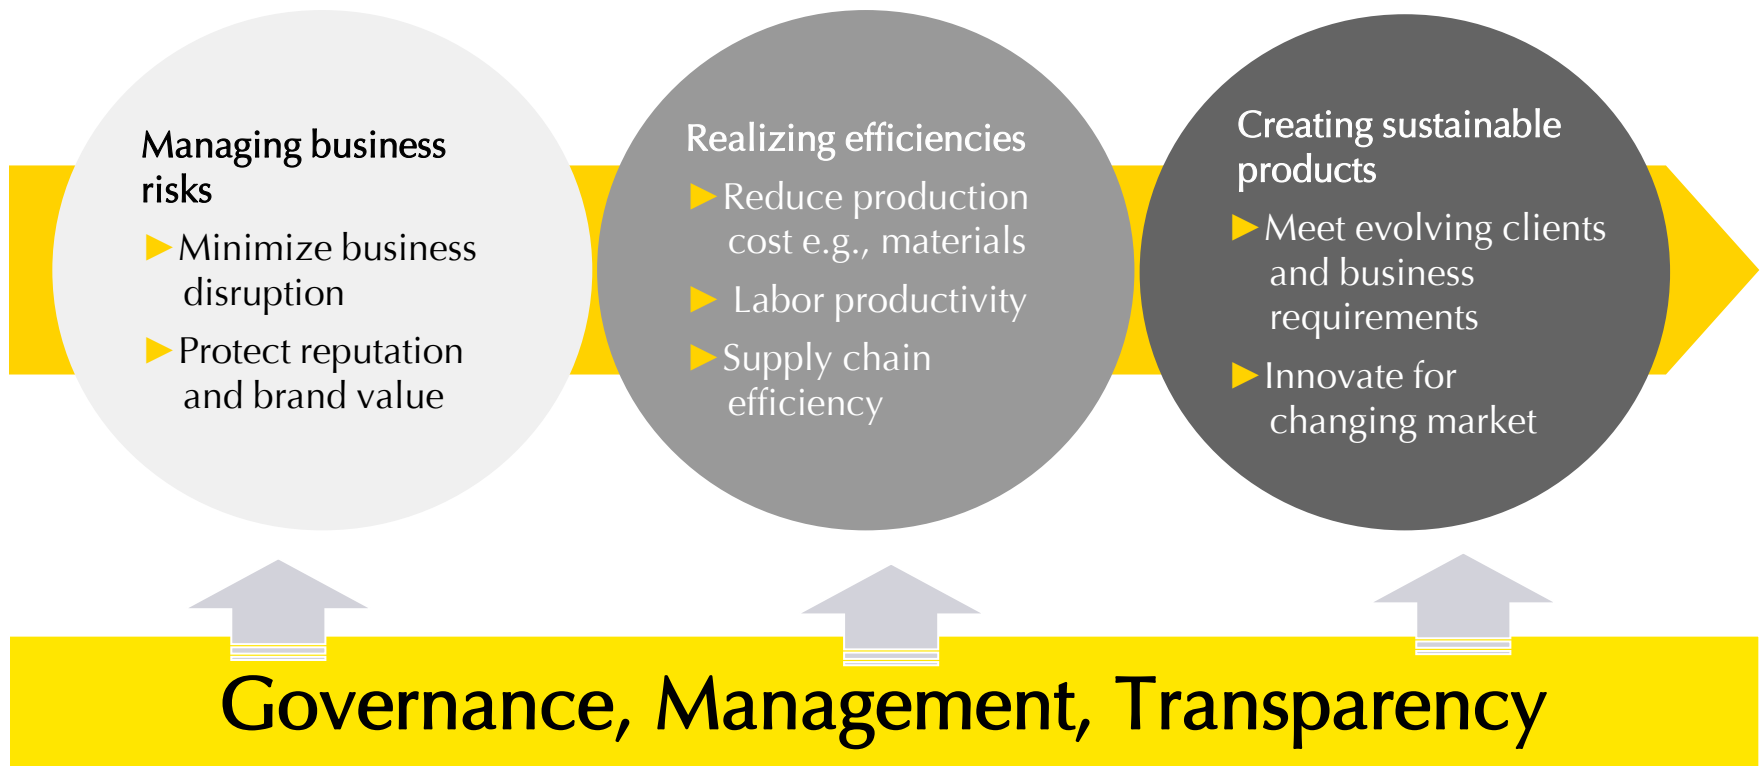 Managing business
risks
►Minimize business
disruption
►Protect reputation
and brand value
Realizing efficiencies
►Reduce production
cost e.g., materials
► Labor productivity
►Supply chain
efficiency
Creating sustainable
products
►Meet evolving clients
and business
requirements
►Innovate for
changing market
Governance, Management, Transparency